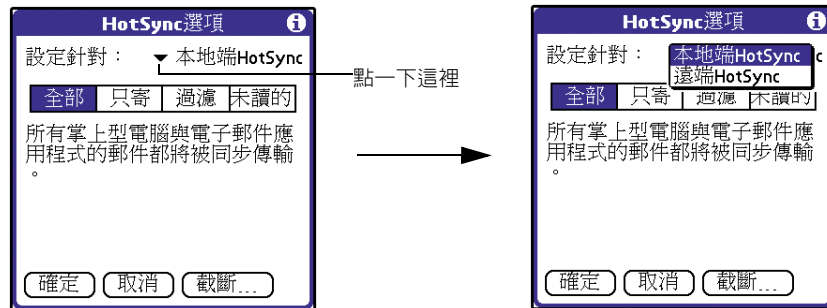 HotSync選項
設定針對： 本地端HotSync
全部 只寄 過濾 未讀的
所有掌上型電腦與電子郵件應
用程式的郵件都將被同步傳輸
。
確定 取消 截斷...
點一下這裡
HotSync選項
設定針對： 本地端HotSync c
遠端HotSync
全部 只寄 過濾 未讀的
所有掌上型電腦與電子郵件應
用程式的郵件都將被同步傳輸
。
確定 取消 截斷...